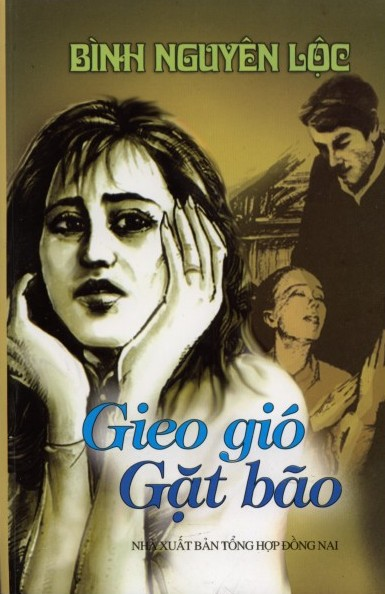 BÌNH NGUYÊN LỘC
Gieo gió
Gặt bão
NHÀ XUẤT BẢN TỔNG HỢP ĐỒNG NAI